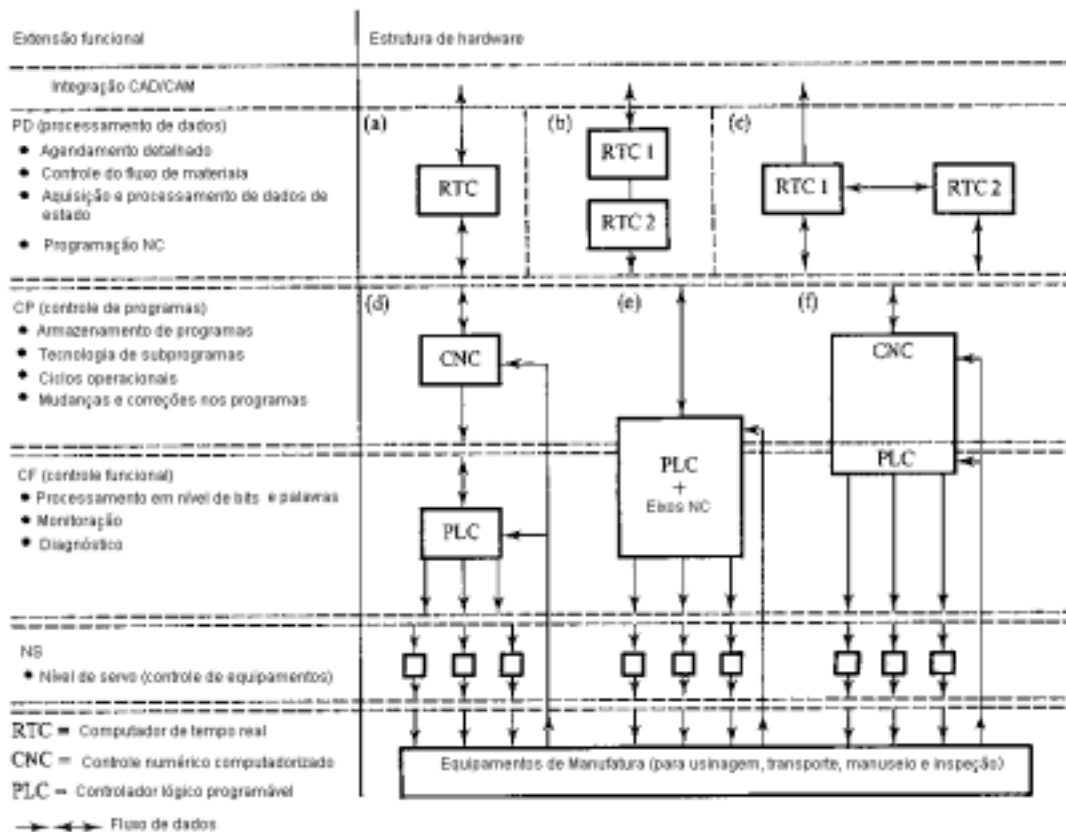 Extensão funcional
Estrutura de hardware
Integração CAD/CAM
PD (processamento de dados)
• Agendamento detalhado
• Controle do fluxo de materiaia
• Aquisição e processamento de dados de
estado
• Programação NC
(a)
RTC
(b)
RTC 1
RTC 2
(c)
RTC 1
RTC 2
CP (controle de programas)
• Armazenamento de programas
• Tecnologia de subprogramas
• Ciclos operacionais
• Mudanças e correções nos programas
(d)
CNC
(e)
(f)
CNC
PLC
+
Eixos NC
PLC
CF (controle funcional)
• Processamento em nível de bits e palavras
• Monitoração
• Diagnóstico
PLC
NS
• Nível de servo (controle de equipamentos)
RTC = Computador de tempo real
CNC = Controle numérico computadorizado
PLC = Controlador lógico programável
Fluxo de dados
Equipamentos de Manufatura (para usinagem, transporte, manuseio e inspeção)